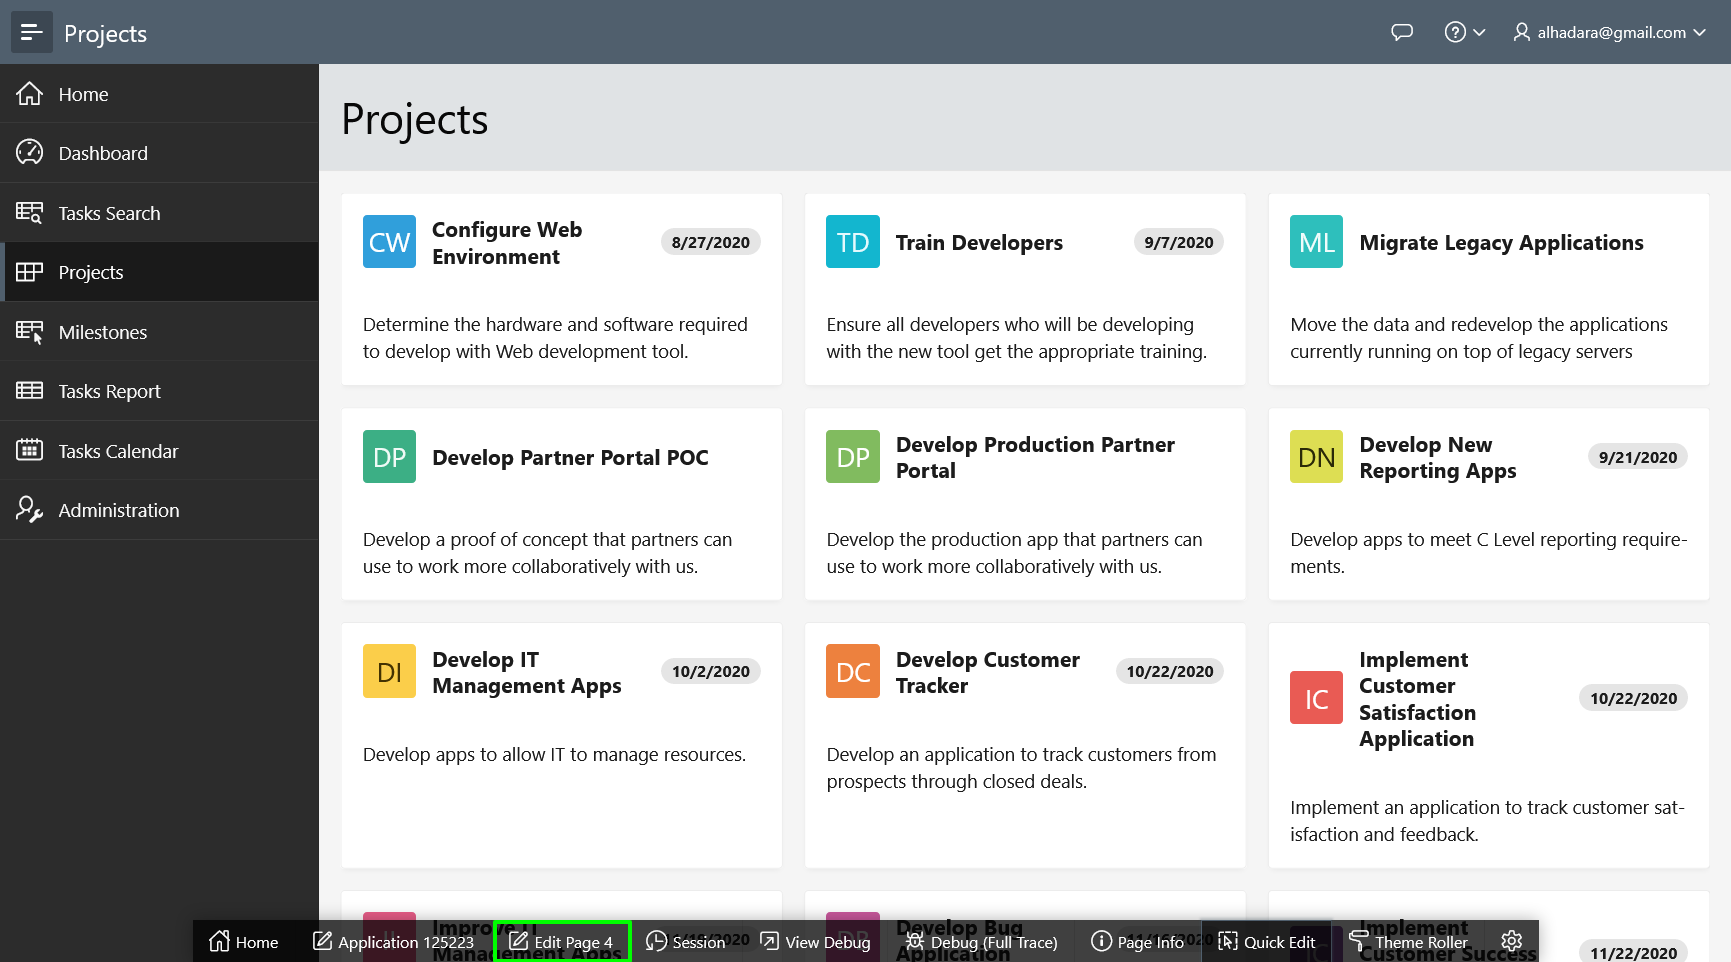 Projects
alhadara@gmail.com
Home
Dashboard
Tasks Search
Projects
Milestones
Tasks Report
Tasks Calendar
Administration
Projects
CW
Configure Web
Environment
8/27/2020
Determine the hardware and software required
to develop with Web development tool.
TD
Train Developers
9/7/2020
Ensure all developers who will be developing
with the new tool get the appropriate training.
ML
Migrate Legacy Applications
Move the data and redevelop the applications
currently running on top of legacy servers
DP
Develop Partner Portal POC
Develop a proof of concept that partners can
use to work more collaboratively with us.
DP
Develop Production Partner
Portal
Develop the production app that partners can
use to work more collaboratively with us.
DN
Develop New
Reporting Apps
9/21/2020
Develop apps to meet C Level reporting require-
ments.
DI
Develop IT
Management Apps
10/2/2020
Develop apps to allow IT to manage resources.
DC
Develop Customer
Tracker
10/22/2020
Develop an application to track customers from
prospects through closed deals.
IC
Implement
Customer
Satisfaction
Application
10/22/2020
Implement an application to track customer sat-
isfaction and feedback.
Improve IT
Management Apps
Develop Bug
Application
Implement
Customer Success
11/22/2020
Home
Application 125223
Edit Page 4
Session
View Debug
Debug (Full Trace)
Page Info
Quick Edit
Theme Roller